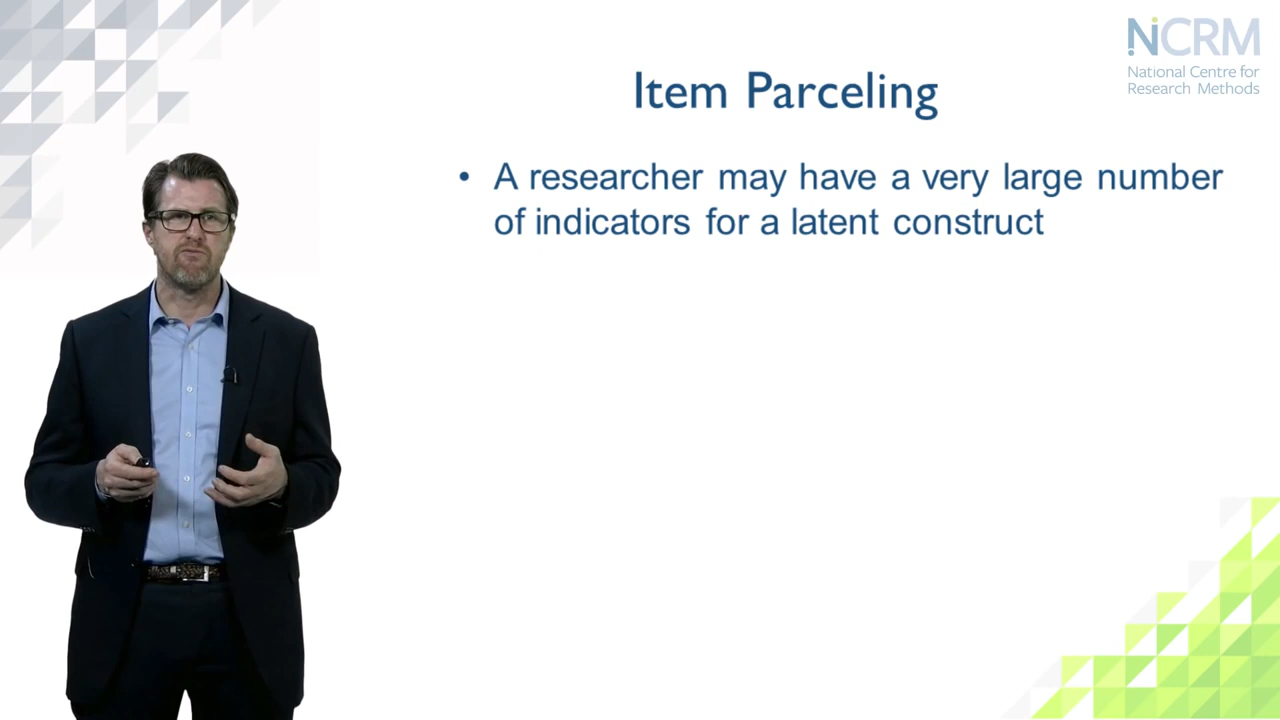 NCRM
National Centre for
Research Methods
Item Parceling
• A researcher may have a very large number
of indicators for a latent construct